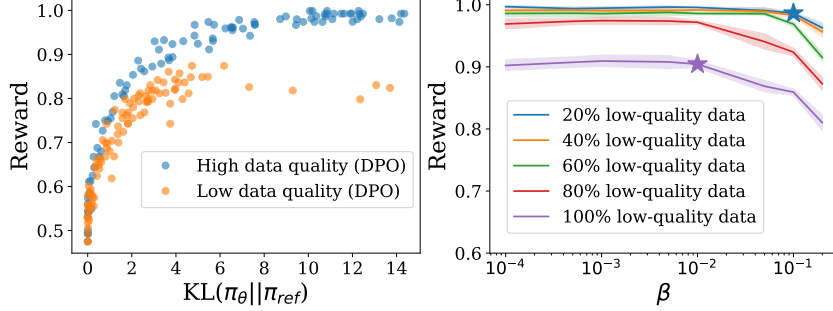 1.0
0.9
0.8
0.7
0.6
0.5
Reward
0 2 4 6 8 10 12 14
KL(π_θ||π_ref)
High data quality (DPO)
Low data quality (DPO)
1.0
0.9
0.8
0.7
0.6
Reward
10⁻⁴ 10⁻³ 10⁻² 10⁻¹
β
20% low-quality data
40% low-quality data
60% low-quality data
80% low-quality data
100% low-quality data